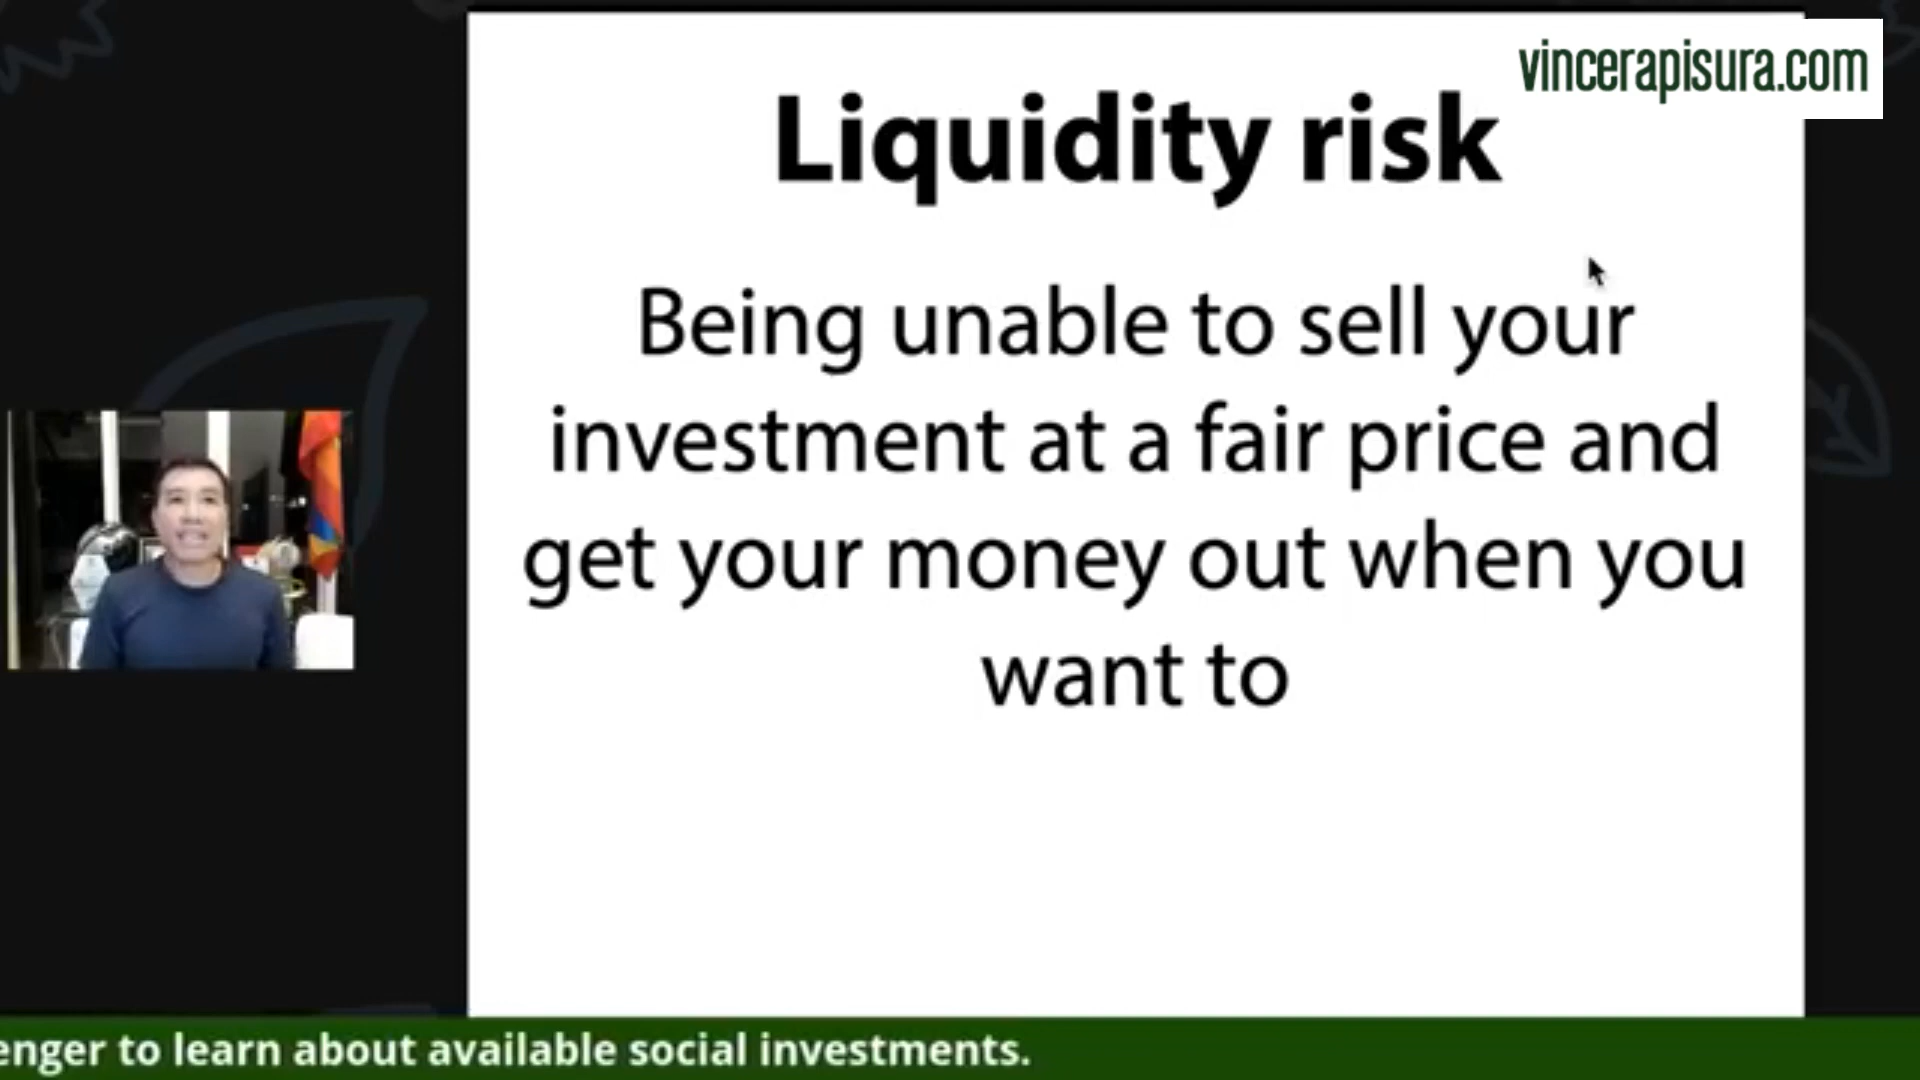 vincerapisura.com
Liquidity risk
Being unable to sell your
investment at a fair price and
get your money out when you
want to
enger to learn about available social investments.